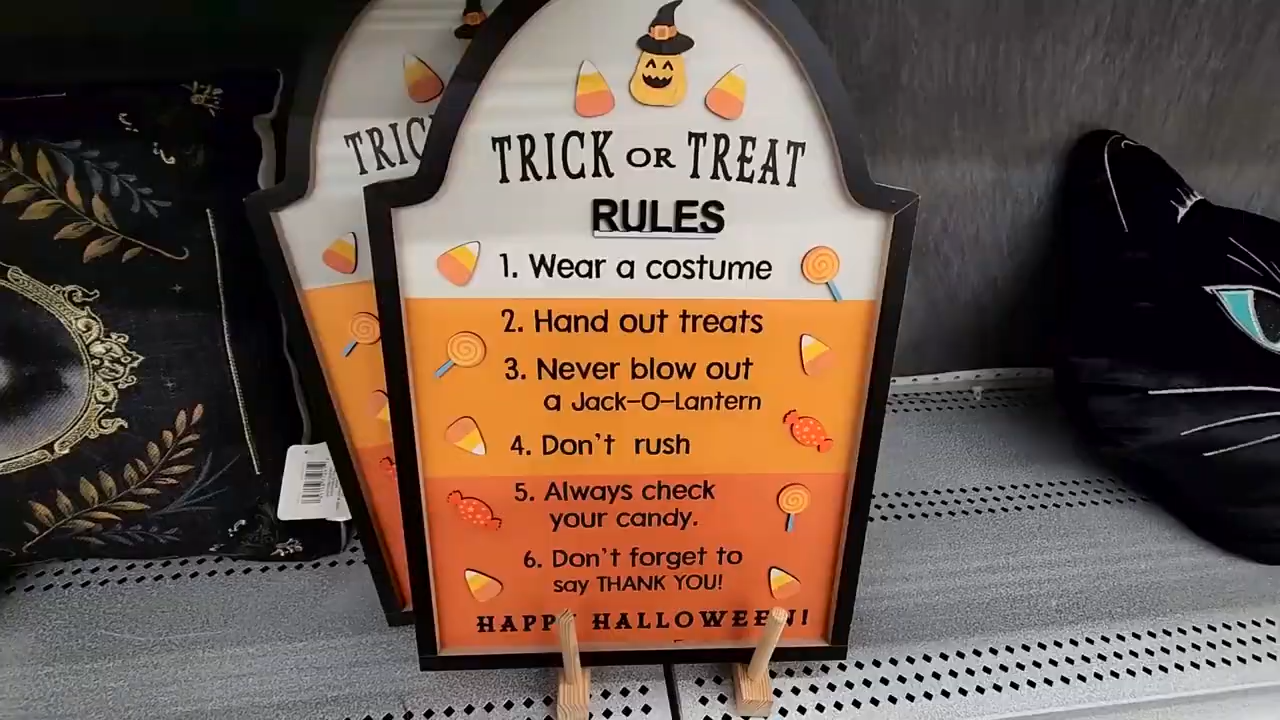 TRICK OR TREAT
RULES
1. Wear a costume
2. Hand out treats
3. Never blow out
a Jack-O-Lantern
4. Don't rush
5. Always check
your candy.
6. Don't forget to
say THANK YOU!
HAPPY HALLOWEEN!
TRIC